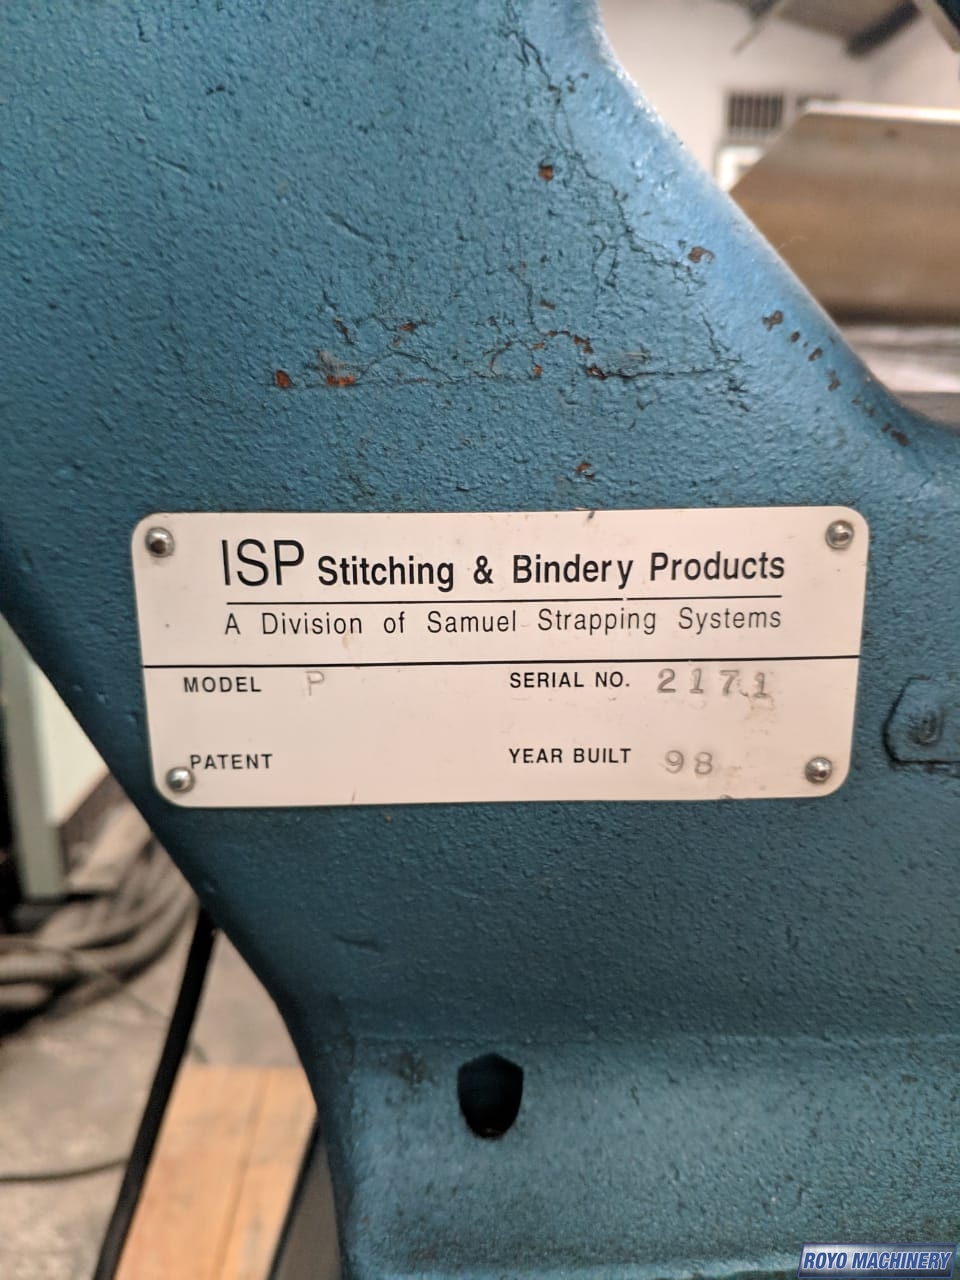 ISP Stitching & Bindery Products
A Division of Samuel Strapping Systems
MODEL P SERIAL NO. 2171
PATENT YEAR BUILT 98
ROYO MACHINERY